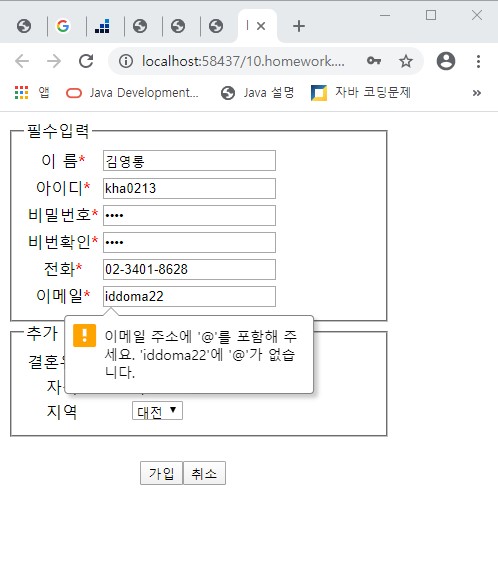 localhost:58437/10.homework....
앱 Java Development... Java 설명 자바 코딩문제 »
필수입력
이 름* 김영롱
아이디* kha0213
비밀번호* ••••
비번확인* ••••
전화* 02-3401-8628
이메일* iddoma22
이메일 주소에 '@'를 포함해 주
세요. 'iddoma22'에 '@'가 없습
니다.
추가
결혼
자
지역 대전
가입 취소